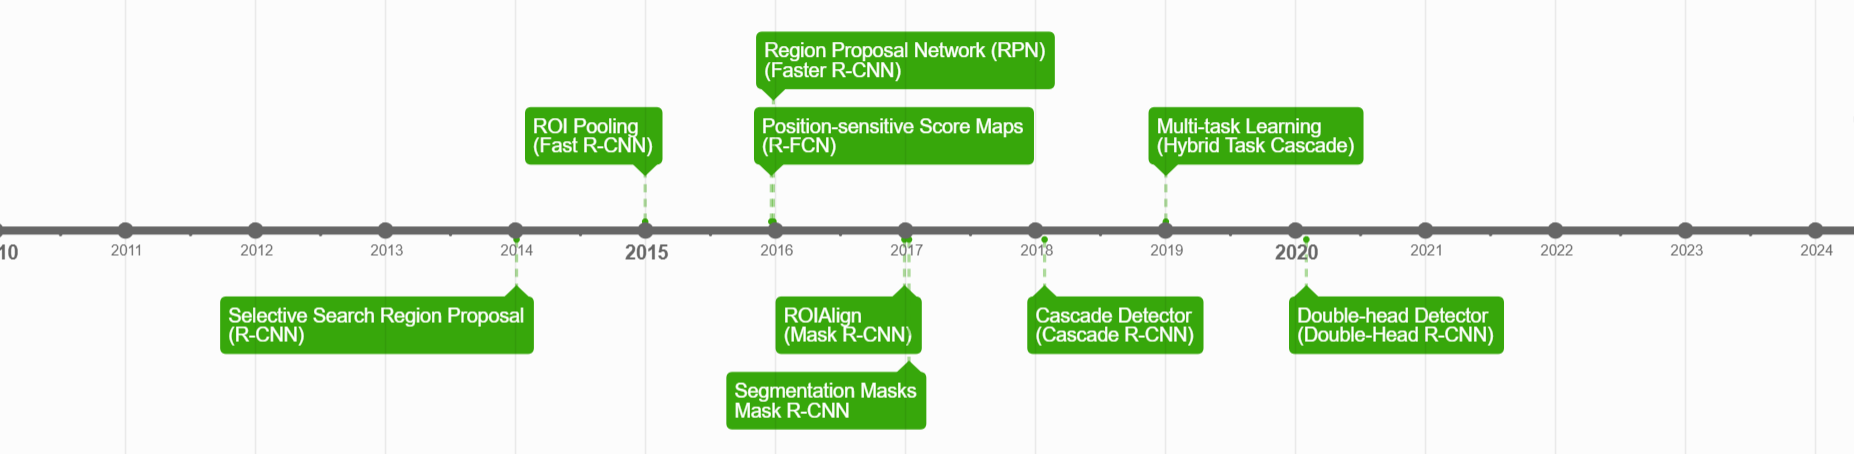 Region Proposal Network (RPN)
(Faster R-CNN)
ROI Pooling
(Fast R-CNN)
Position-sensitive Score Maps
(R-FCN)
Multi-task Learning
(Hybrid Task Cascade)
10 2011 2012 2013 2014 2015 2016 2017 2018 2019 2020 2021 2022 2023 2024
Selective Search Region Proposal
(R-CNN)
ROIAlign
(Mask R-CNN)
Cascade Detector
(Cascade R-CNN)
Double-head Detector
(Double-Head R-CNN)
Segmentation Masks
Mask R-CNN